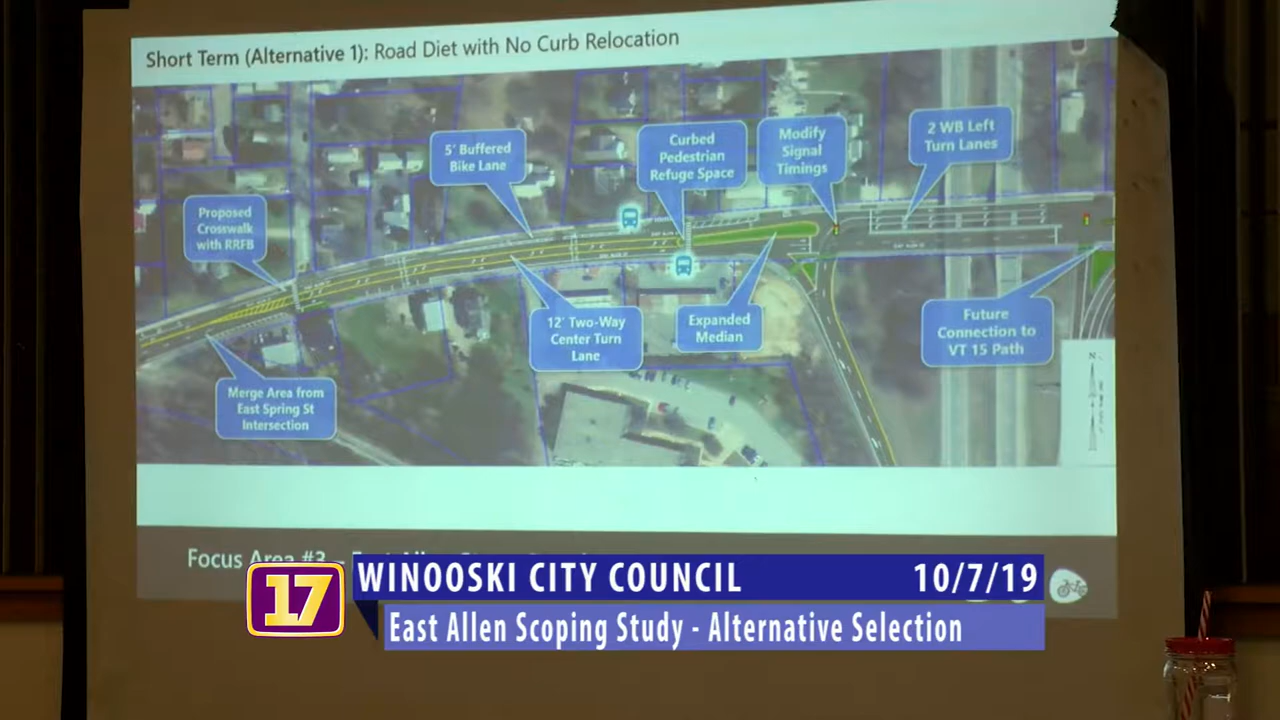 Short Term (Alternative 1): Road Diet with No Curb Relocation
5' Buffered
Bike Lane
Curbed
Pedestrian
Refuge Space
Modify
Signal
Timings
2 WB Left
Turn Lanes
Proposed
Crosswalk
with RRFB
12' Two-Way
Center Turn
Lane
Expanded
Median
Future
Connection to
VT 15 Path
Merge Area from
East Spring St
Intersection
N
Focus Area #3 –
17
WINOOSKI CITY COUNCIL 10/7/19
East Allen Scoping Study - Alternative Selection